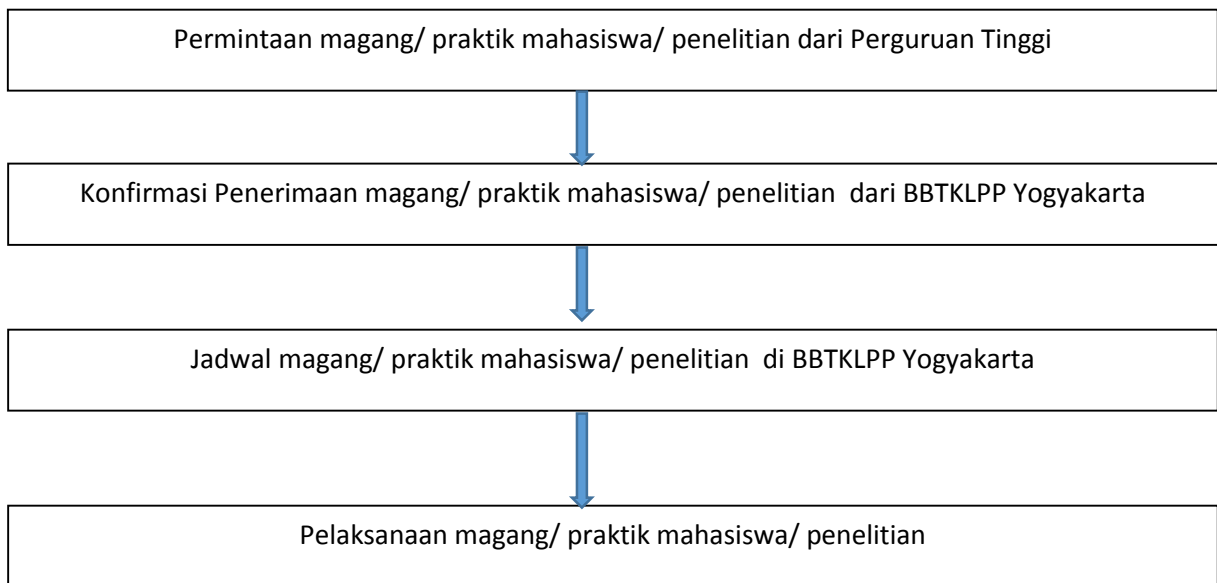 Permintaan magang/ praktik mahasiswa/ penelitian dari Perguruan Tinggi
Konfirmasi Penerimaan magang/ praktik mahasiswa/ penelitian dari BBTKLPP Yogyakarta
Jadwal magang/ praktik mahasiswa/ penelitian di BBTKLPP Yogyakarta
Pelaksanaan magang/ praktik mahasiswa/ penelitian